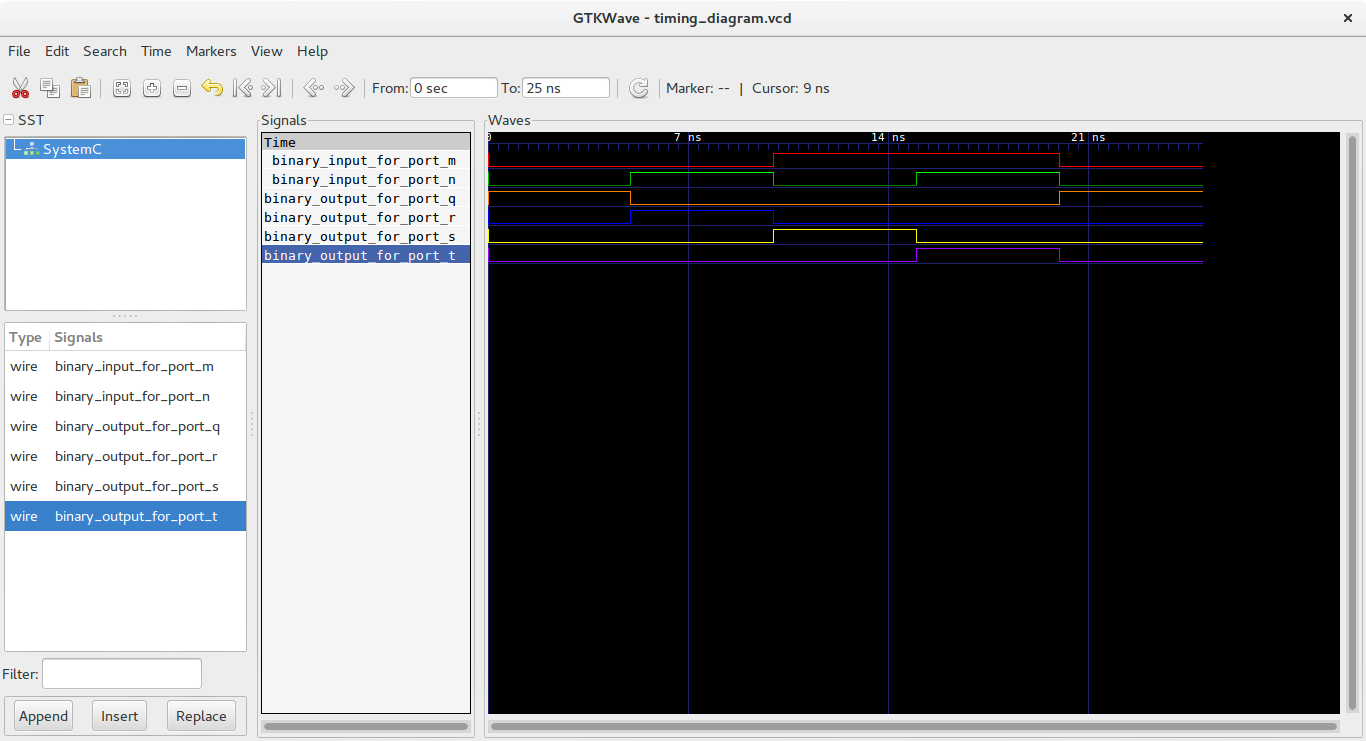 GTKWave - timing_diagram.vcd
File Edit Search Time Markers View Help
From: 0 sec To: 25 ns Marker: -- | Cursor: 9 ns
SST
SystemC
Type Signals
wire binary_input_for_port_m
wire binary_input_for_port_n
wire binary_output_for_port_q
wire binary_output_for_port_r
wire binary_output_for_port_s
wire binary_output_for_port_t
Filter:
Append Insert Replace
Signals
Time
binary_input_for_port_m
binary_input_for_port_n
binary_output_for_port_q
binary_output_for_port_r
binary_output_for_port_s
binary_output_for_port_t
Waves
0 7 ns 14 ns 21 ns